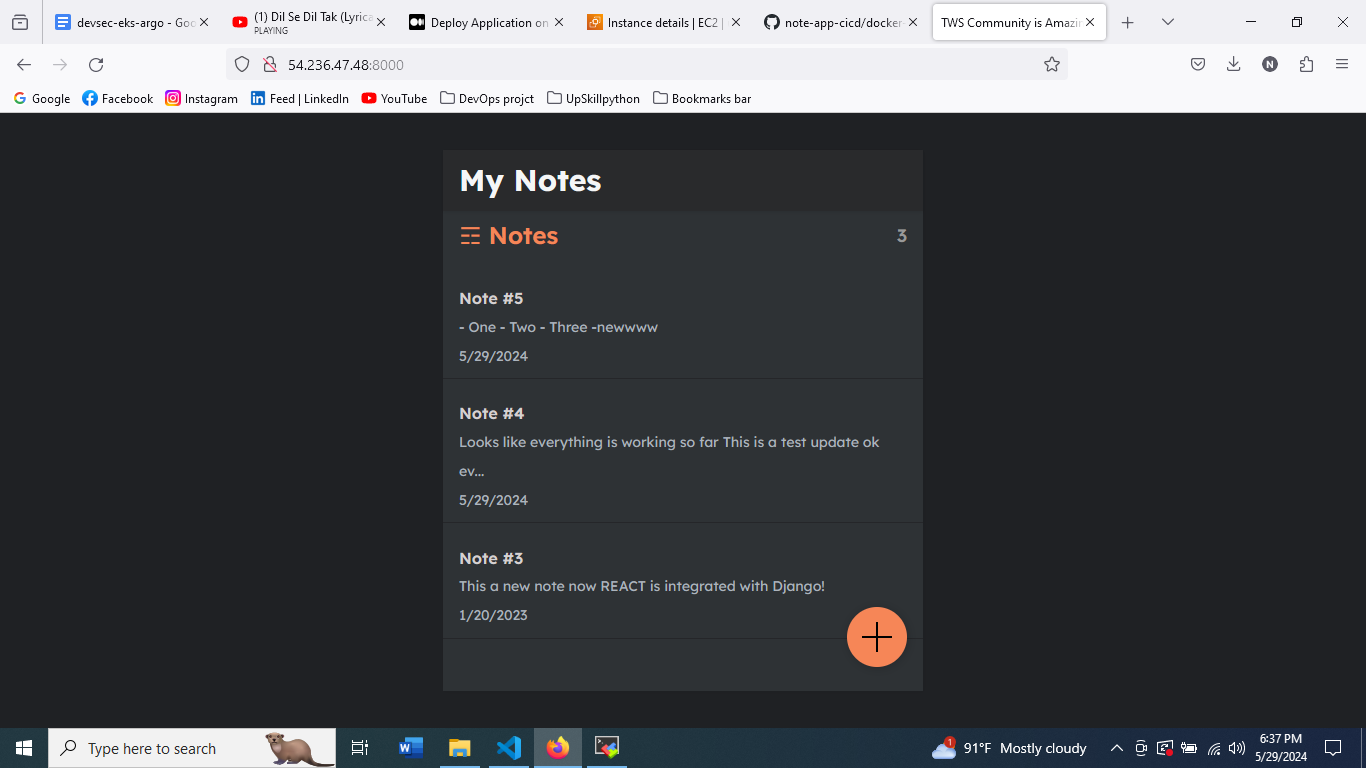 devsec-eks-argo - Goo
(1) Dil Se Dil Tak (Lyrica
PLAYING
Deploy Application on
Instance details | EC2 |
note-app-cicd/docker-
TWS Community is Amazin
54.236.47.48:8000
N
Google
Facebook
Instagram
Feed | LinkedIn
YouTube
DevOps projct
UpSkillpython
Bookmarks bar
My Notes
Notes
3
Note #5
- One - Two - Three -newwww
5/29/2024
Note #4
Looks like everything is working so far This is a test update ok
ev...
5/29/2024
Note #3
This a new note now REACT is integrated with Django!
1/20/2023
Type here to search
1
91°F Mostly cloudy
6:37 PM
5/29/2024